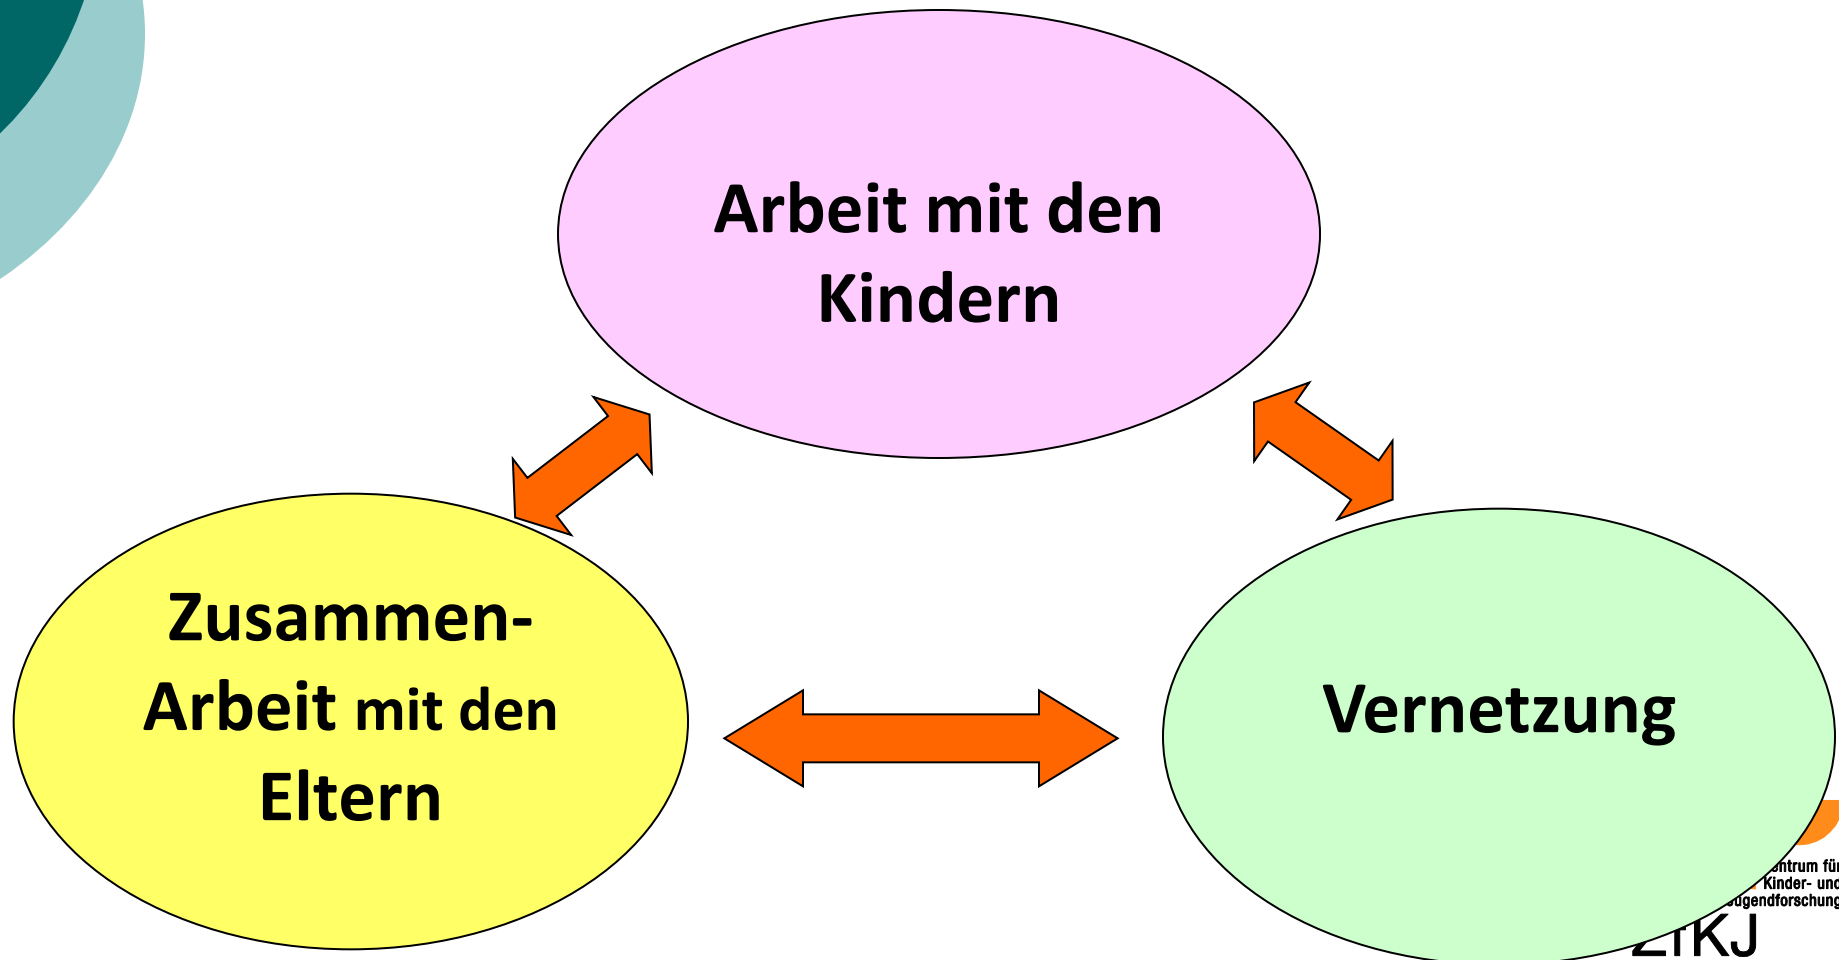 Arbeit mit den
Kindern
Zusammen-
Arbeit mit den
Eltern
Vernetzung
Kinder- und
ZfKJ